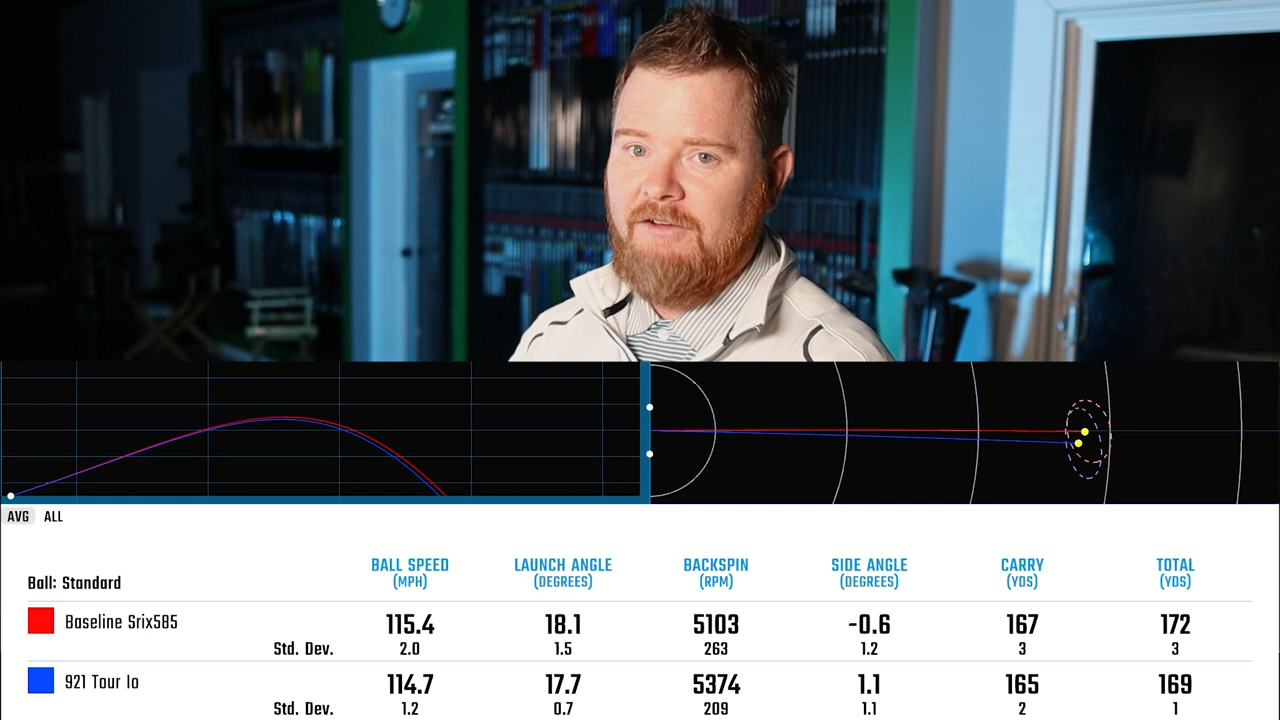 AVG ALL
Ball: Standard BALL SPEED (MPH) LAUNCH ANGLE (DEGREES) BACKSPIN (RPM) SIDE ANGLE (DEGREES) CARRY (YDS) TOTAL (YDS)
Baseline Srix585 115.4 18.1 5103 -0.6 167 172
Std. Dev. 2.0 1.5 263 1.2 3 3
921 Tour Io 114.7 17.7 5374 1.1 165 169
Std. Dev. 1.2 0.7 209 1.1 2 1